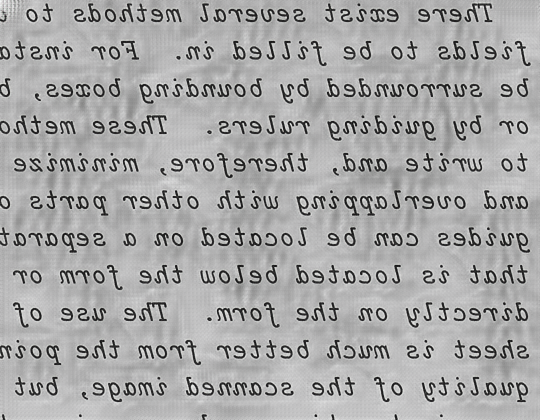 There exist several methods to
fields to be filled in. For insta
be surrounded by bounding boxes, b
or by guiding rulers. These metho
to write and, therefore, minimize
and overlapping with other parts o
guides can be located on a separat
that is located below the form or
directly on the form. The use of
sheet is much better from the poin
quality of the scanned image, but